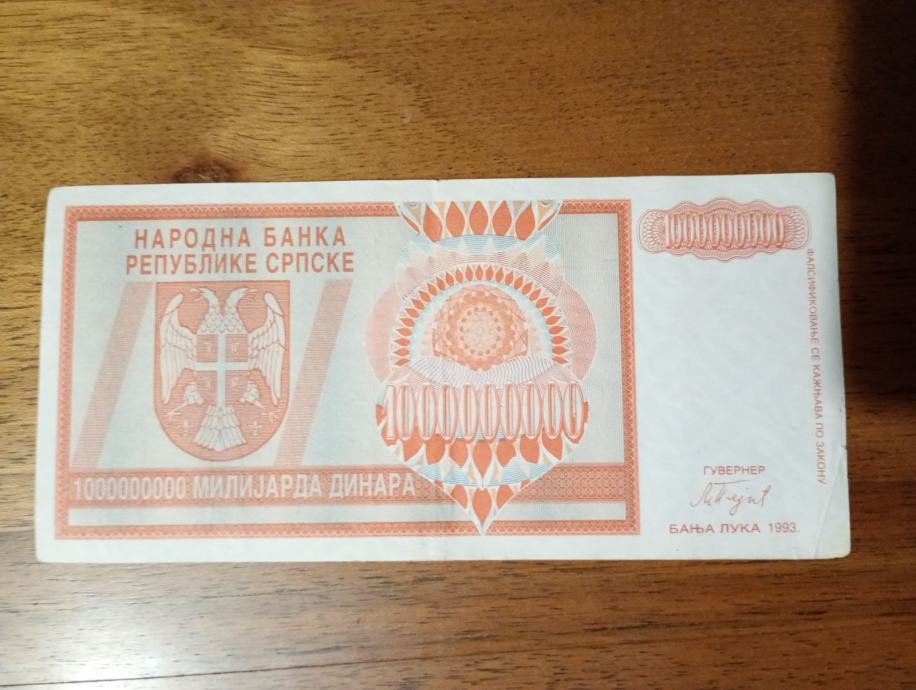 НАРОДНА БАНКА
РЕПУБЛИКЕ СРПСКЕ
1000000000
1000000000
1000000000 МИЛИЈАРДА ДИНАРА
ФАЛСИФИКОВАЊЕ СЕ КАЖЊАВА ПО ЗАКОНУ
ГУВЕРНЕР
БАЊА ЛУКА 1993.